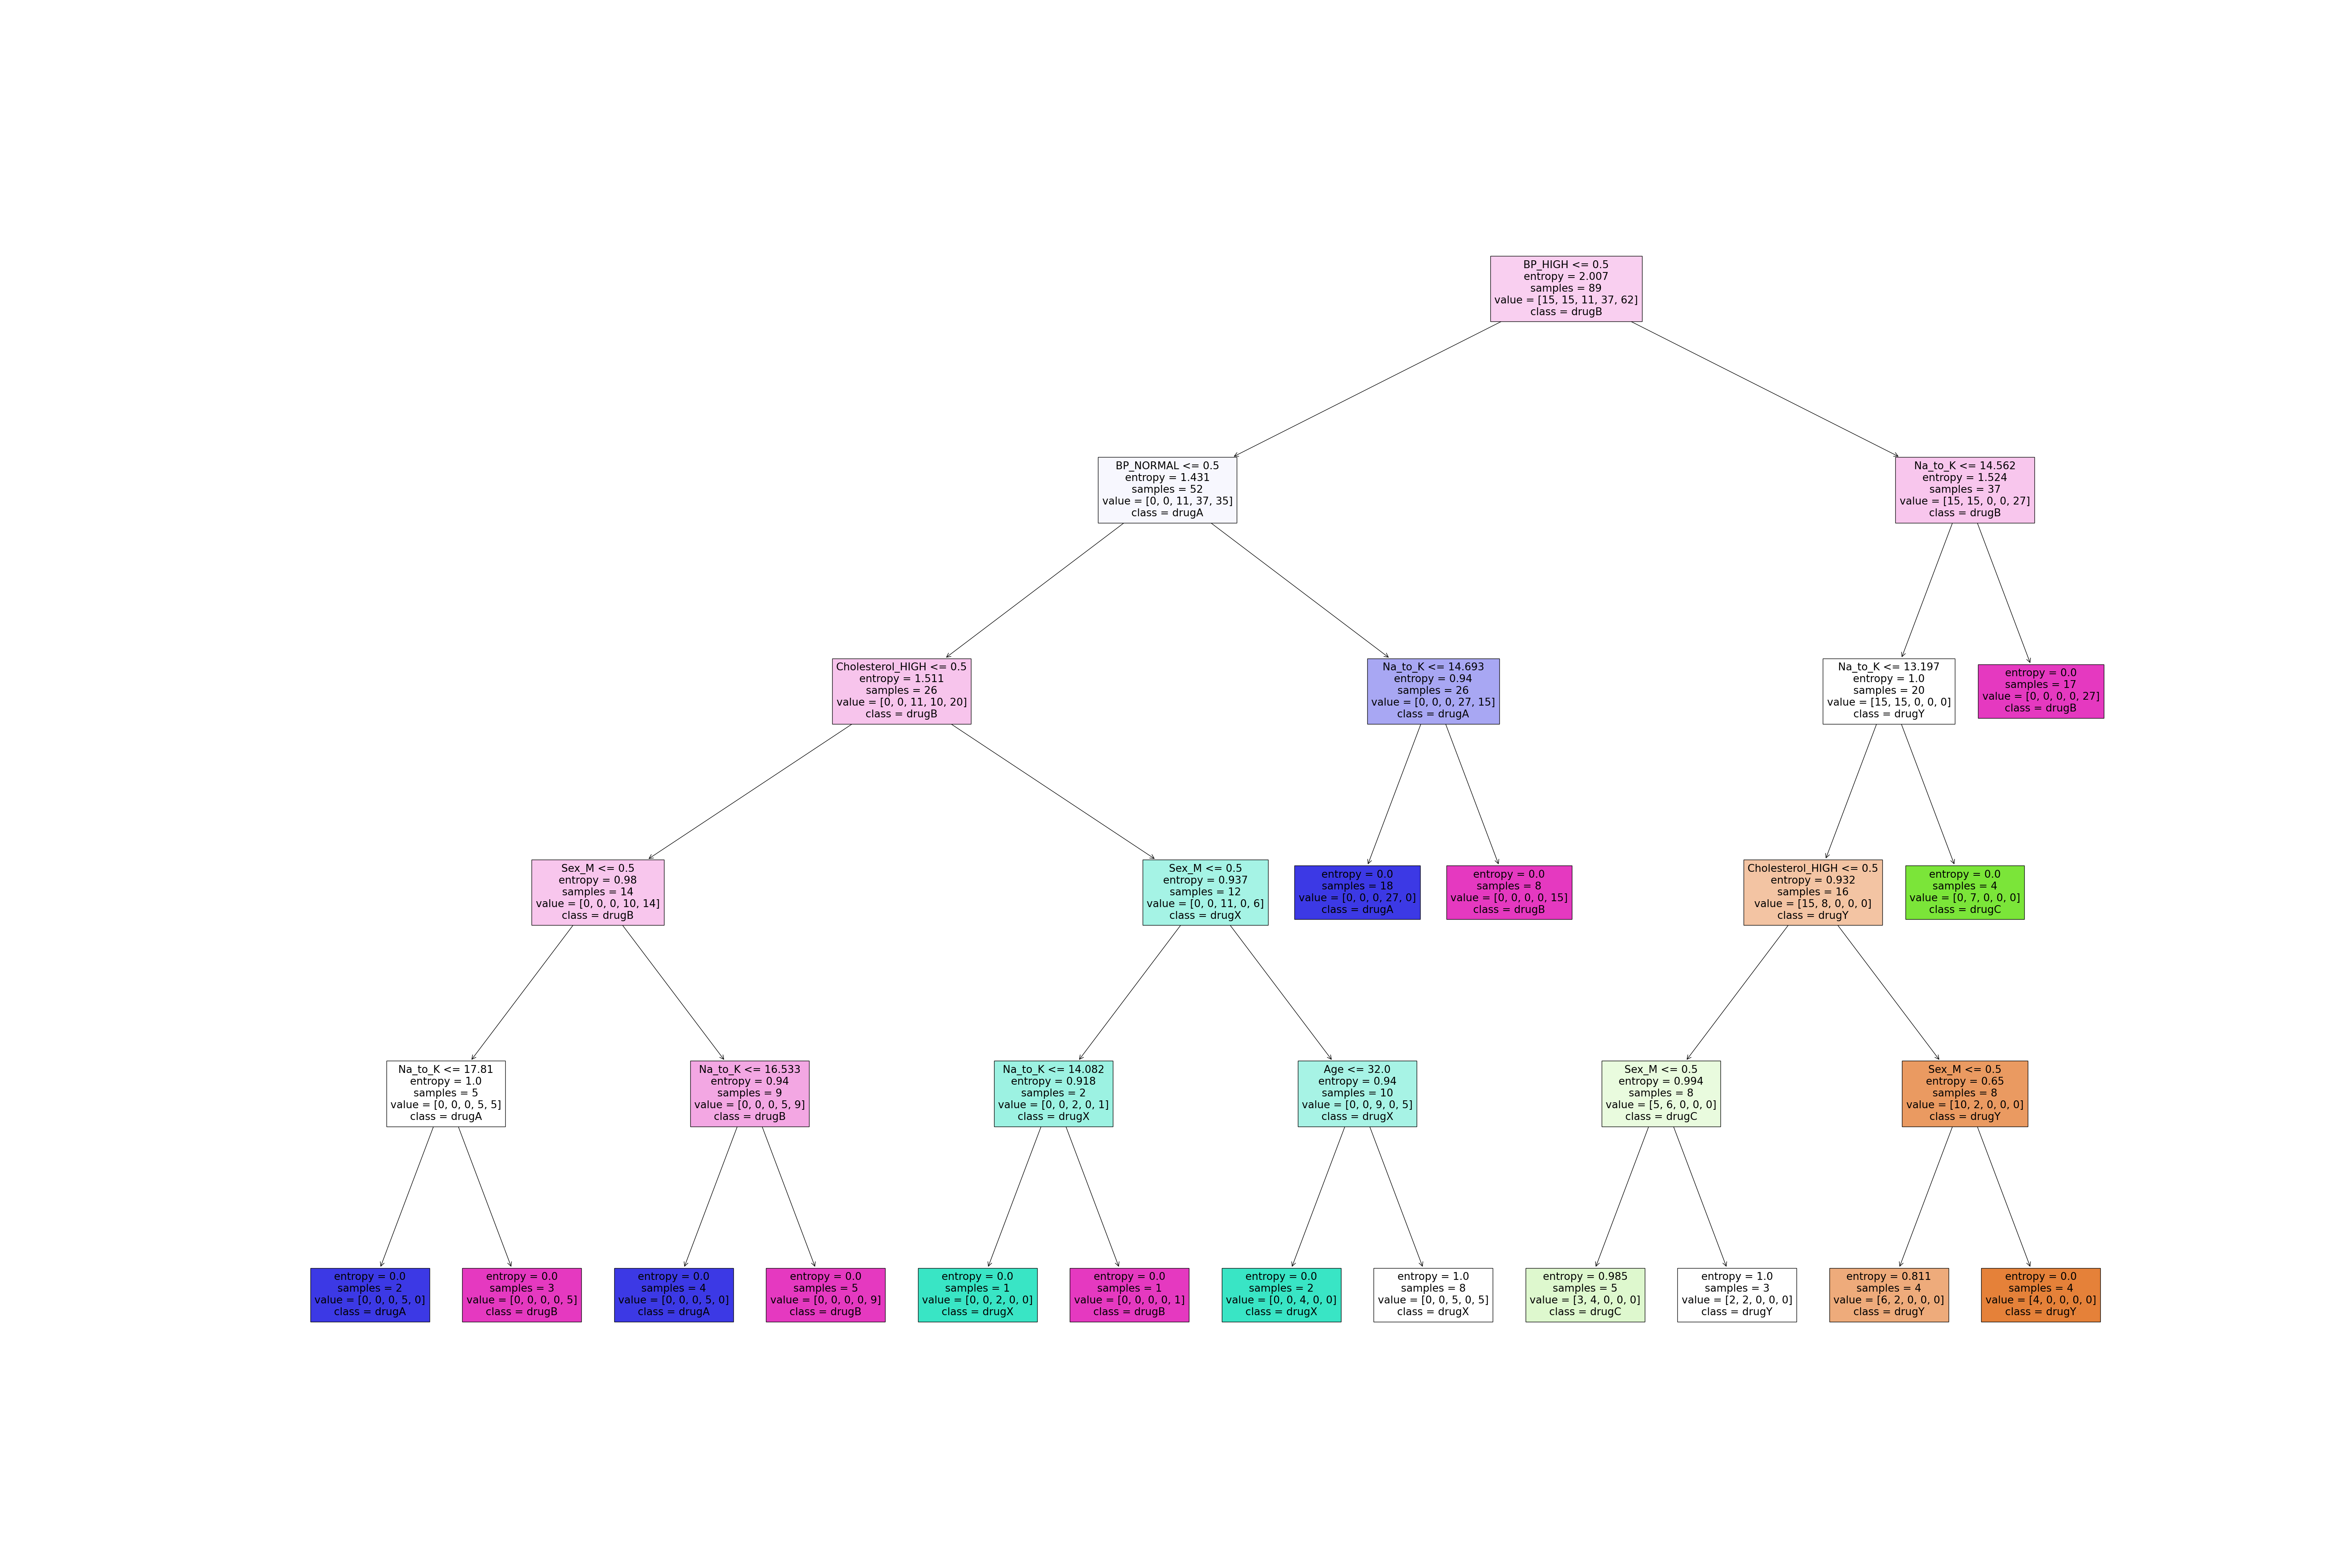 BP_HIGH <= 0.5
entropy = 2.007
samples = 89
value = [15, 15, 11, 37, 62]
class = drugB
BP_NORMAL <= 0.5
entropy = 1.431
samples = 52
value = [0, 0, 11, 37, 35]
class = drugA
Na_to_K <= 14.562
entropy = 1.524
samples = 37
value = [15, 15, 0, 0, 27]
class = drugB
Cholesterol_HIGH <= 0.5
entropy = 1.511
samples = 26
value = [0, 0, 11, 10, 20]
class = drugB
Na_to_K <= 14.693
entropy = 0.94
samples = 26
value = [0, 0, 0, 27, 15]
class = drugA
Na_to_K <= 13.197
entropy = 1.0
samples = 20
value = [15, 15, 0, 0, 0]
class = drugY
entropy = 0.0
samples = 17
value = [0, 0, 0, 0, 27]
class = drugB
Sex_M <= 0.5
entropy = 0.98
samples = 14
value = [0, 0, 0, 10, 14]
class = drugB
Sex_M <= 0.5
entropy = 0.937
samples = 12
value = [0, 0, 11, 0, 6]
class = drugX
entropy = 0.0
samples = 18
value = [0, 0, 0, 27, 0]
class = drugA
entropy = 0.0
samples = 8
value = [0, 0, 0, 0, 15]
class = drugB
Cholesterol_HIGH <= 0.5
entropy = 0.932
samples = 16
value = [15, 8, 0, 0, 0]
class = drugY
entropy = 0.0
samples = 4
value = [0, 7, 0, 0, 0]
class = drugC
Na_to_K <= 17.81
entropy = 1.0
samples = 5
value = [0, 0, 0, 5, 5]
class = drugA
Na_to_K <= 16.533
entropy = 0.94
samples = 9
value = [0, 0, 0, 5, 9]
class = drugB
Na_to_K <= 14.082
entropy = 0.918
samples = 2
value = [0, 0, 2, 0, 1]
class = drugX
Age <= 32.0
entropy = 0.94
samples = 10
value = [0, 0, 9, 0, 5]
class = drugX
Sex_M <= 0.5
entropy = 0.994
samples = 8
value = [5, 6, 0, 0, 0]
class = drugC
Sex_M <= 0.5
entropy = 0.65
samples = 8
value = [10, 2, 0, 0, 0]
class = drugY
entropy = 0.0
samples = 2
value = [0, 0, 0, 5, 0]
class = drugA
entropy = 0.0
samples = 3
value = [0, 0, 0, 0, 5]
class = drugB
entropy = 0.0
samples = 4
value = [0, 0, 0, 5, 0]
class = drugA
entropy = 0.0
samples = 5
value = [0, 0, 0, 0, 9]
class = drugB
entropy = 0.0
samples = 1
value = [0, 0, 2, 0, 0]
class = drugX
entropy = 0.0
samples = 1
value = [0, 0, 0, 0, 1]
class = drugB
entropy = 0.0
samples = 2
value = [0, 0, 4, 0, 0]
class = drugX
entropy = 1.0
samples = 8
value = [0, 0, 5, 0, 5]
class = drugX
entropy = 0.985
samples = 5
value = [3, 4, 0, 0, 0]
class = drugC
entropy = 1.0
samples = 3
value = [2, 2, 0, 0, 0]
class = drugY
entropy = 0.811
samples = 4
value = [6, 2, 0, 0, 0]
class = drugY
entropy = 0.0
samples = 4
value = [4, 0, 0, 0, 0]
class = drugY